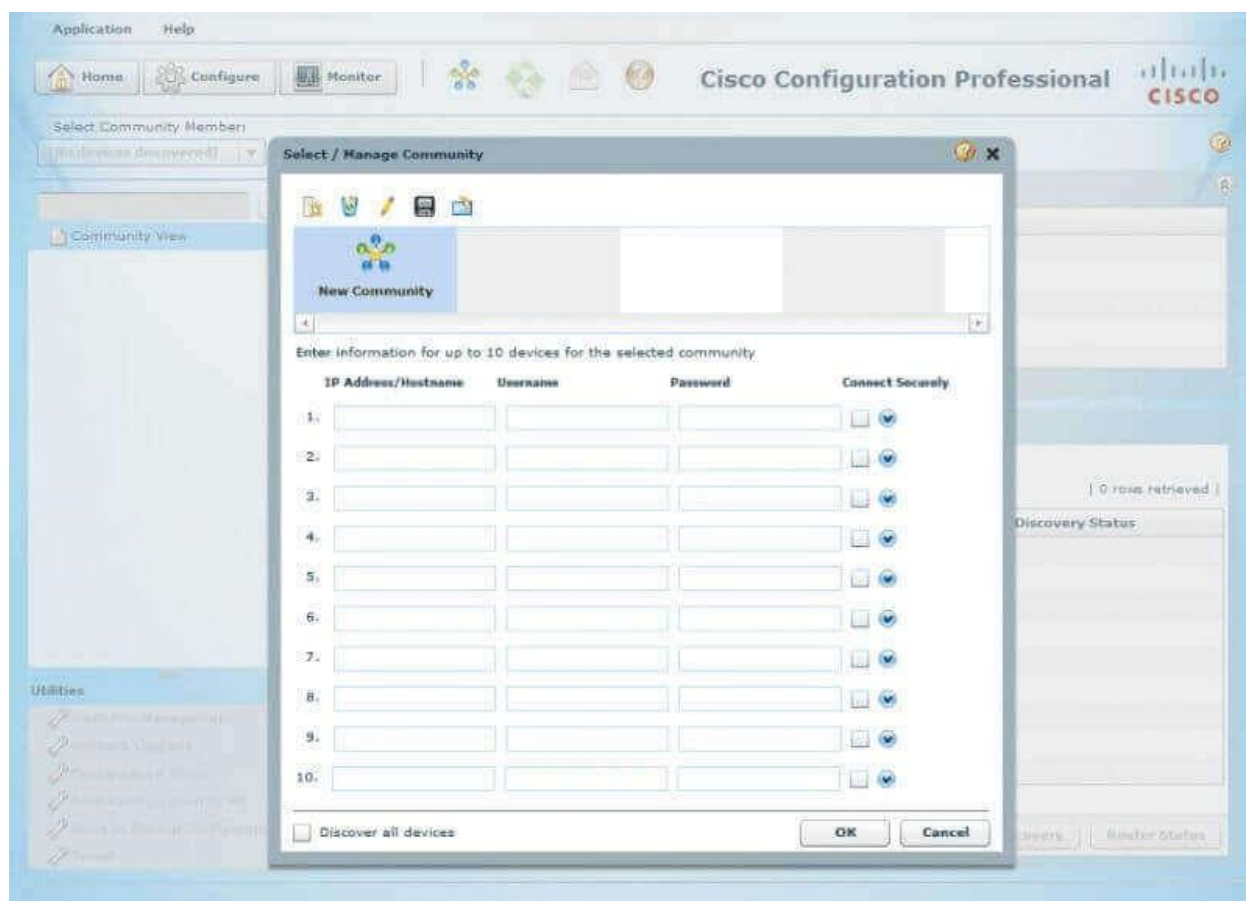 Application Help
Home Configure Monitor
Cisco Configuration Professional
CISCO
Select Community Member:
Select / Manage Community
Community View
New Community
Enter information for up to 10 devices for the selected community
IP Address/Hostname Username Password Connect Securely
1.
2.
3.
4.
5.
6.
7.
8.
9.
10.
| 0 rows retrieved |
Discovery Status
Utilities
Discover all devices
OK Cancel
Router Status